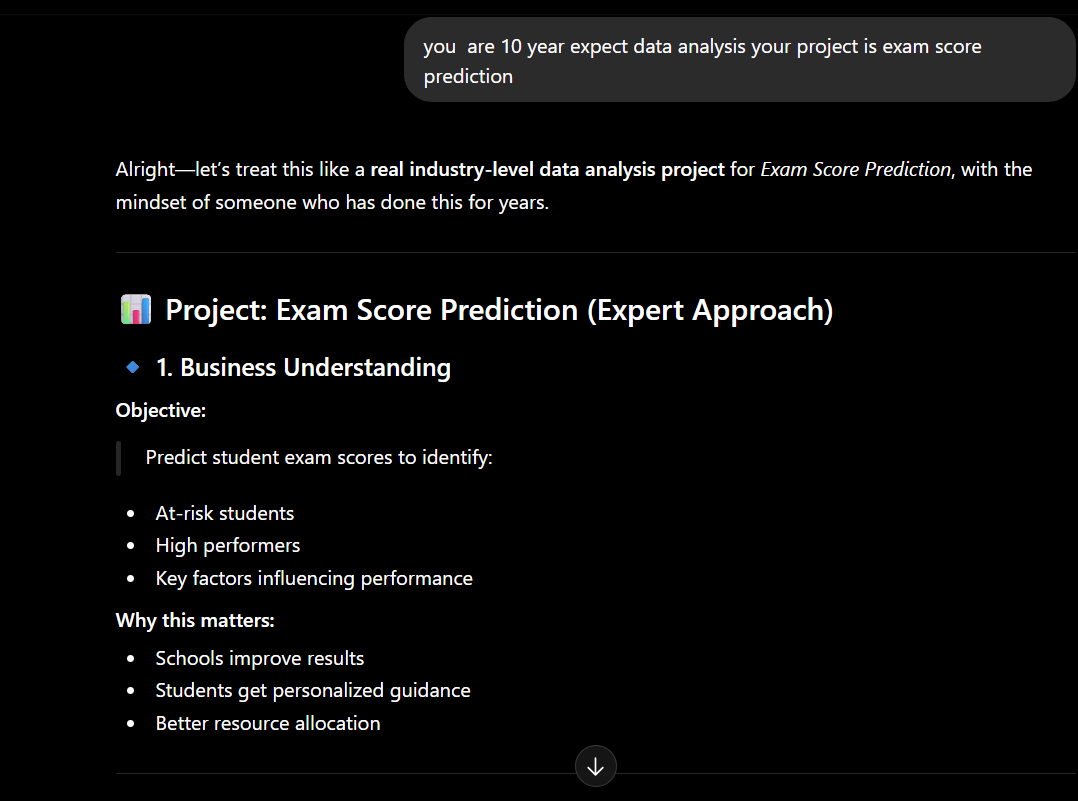 you  are 10 year expect data analysis your project is exam score
prediction
Alright—let’s treat this like a real industry-level data analysis project for Exam Score Prediction, with the
mindset of someone who has done this for years.
📊 Project: Exam Score Prediction (Expert Approach)
🔹 1. Business Understanding
Objective:
Predict student exam scores to identify:
• At-risk students
• High performers
• Key factors influencing performance
Why this matters:
• Schools improve results
• Students get personalized guidance
• Better resource allocation